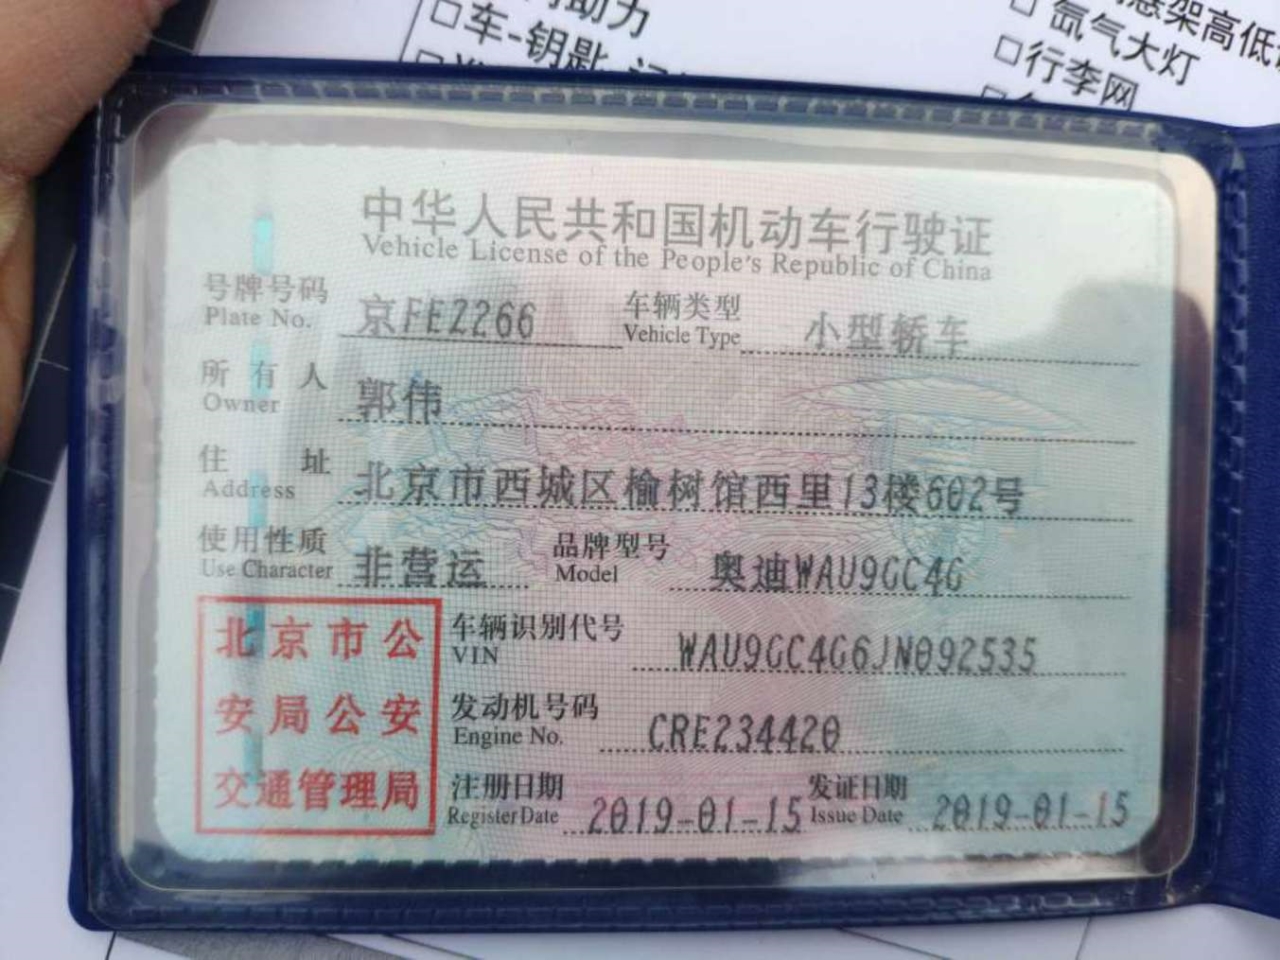 助力
□车-钥匙
悬架高低
□氙气大灯
□行李网
中华人民共和国机动车行驶证
Vehicle License of the People's Republic of China
号牌号码 京FEZ266 车辆类型 小型轿车
Plate No. Vehicle Type
所有人 郭伟
Owner
住址 北京市西城区榆树馆西里13楼602号
Address
使用性质 非营运 品牌型号 奥迪WAU9GC4G
Use Character Model
北京市公
安局公安
交通管理局
车辆识别代号 WAU9GC4G6JN092535
VIN
发动机号码 CRE234420
Engine No.
注册日期 2019-01-15 发证日期 2019-01-15
Register Date Issue Date